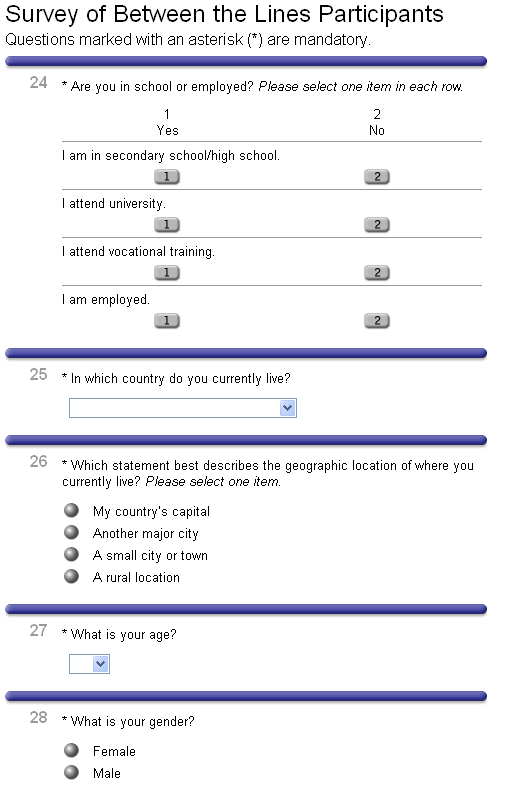 Survey of Between the Lines Participants
Questions marked with an asterisk (*) are mandatory.
24 * Are you in school or employed? Please select one item in each row.
1 2
Yes No
I am in secondary school/high school.
1 2
I attend university.
1 2
I attend vocational training.
1 2
I am employed.
1 2
25 * In which country do you currently live?
26 * Which statement best describes the geographic location of where you
currently live? Please select one item.
My country's capital
Another major city
A small city or town
A rural location
27 * What is your age?
28 * What is your gender?
Female
Male